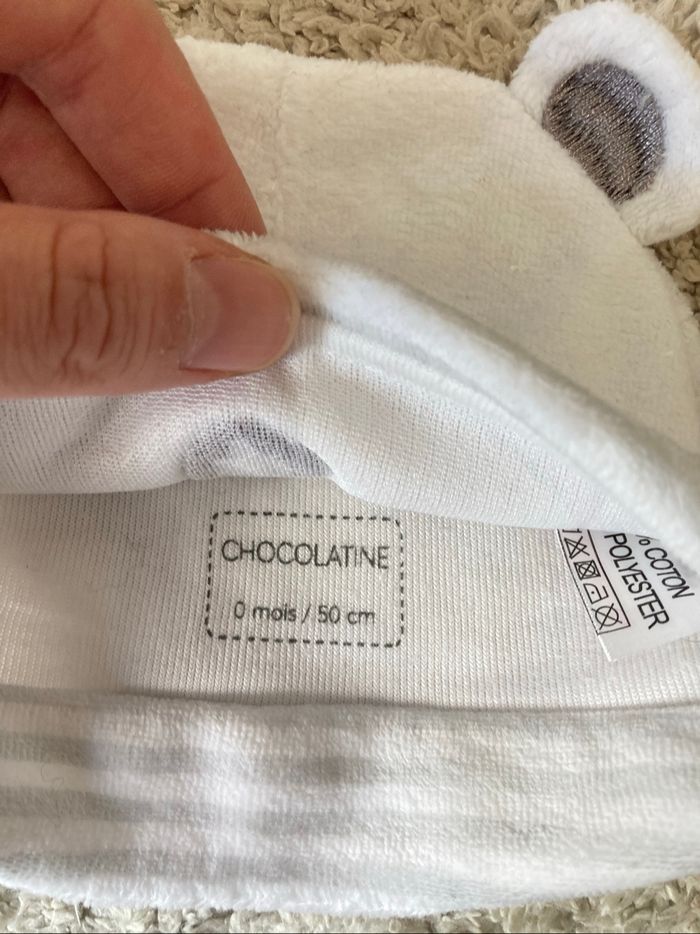 CHOCOLATINE
0 mois / 50 cm
% COTON
POLYESTER